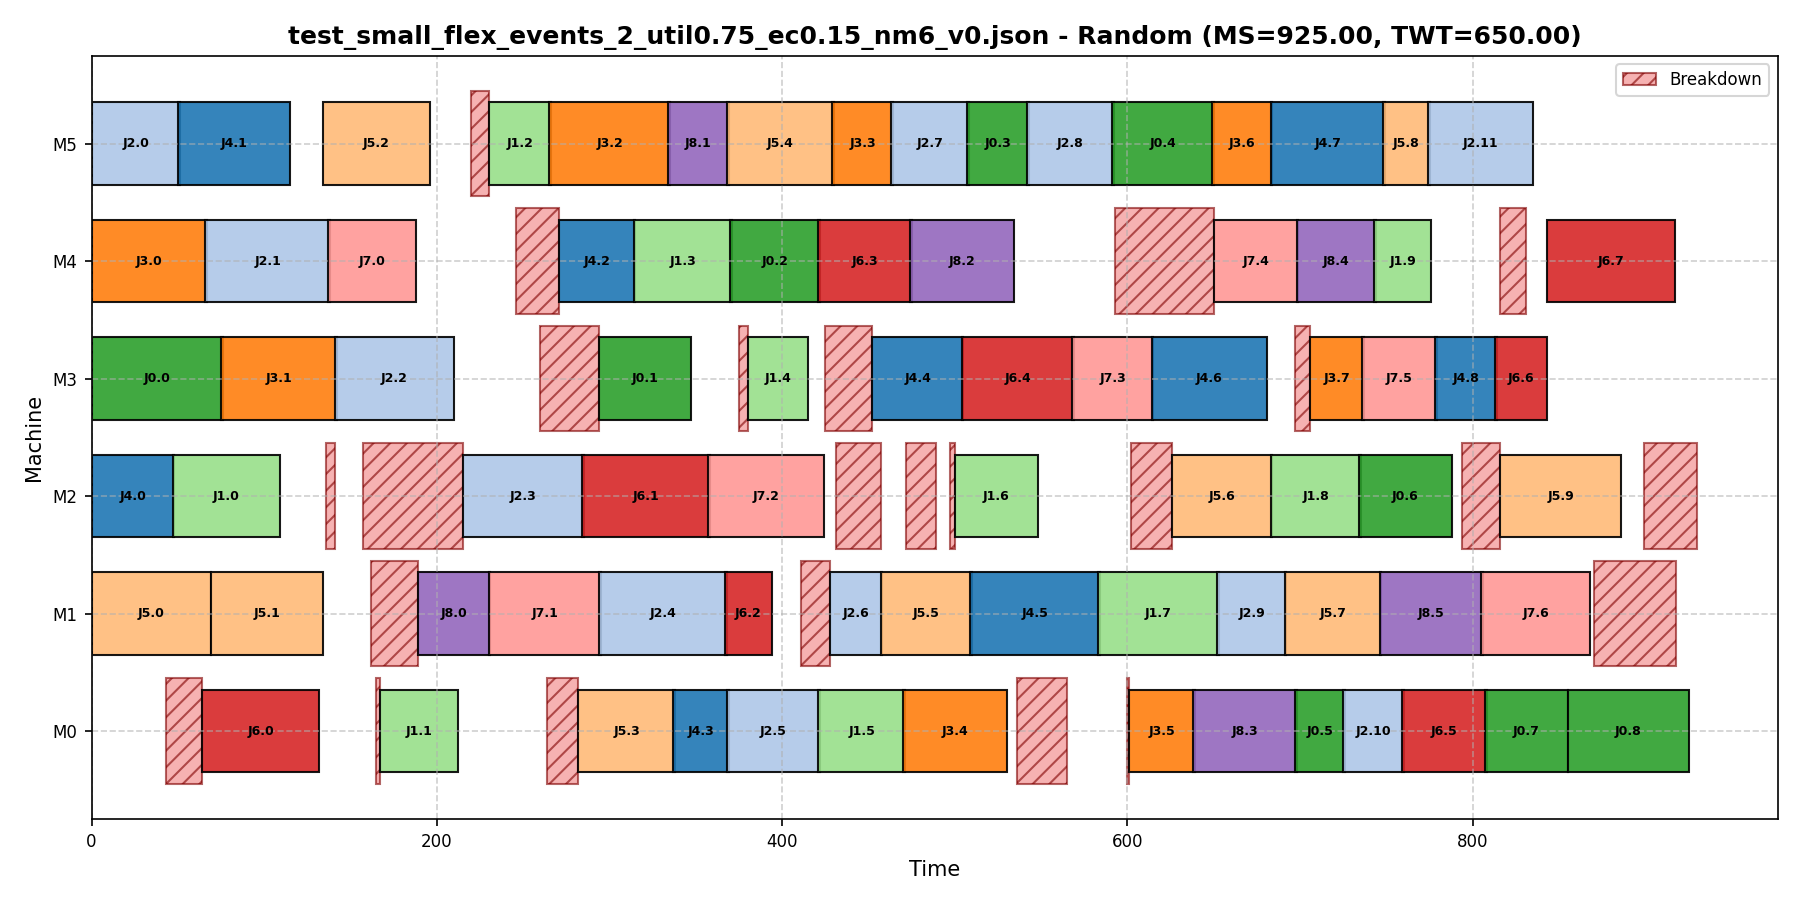 test_small_flex_events_2_util0.75_ec0.15_nm6_v0.json - Random (MS=925.00, TWT=650.00)
Breakdown
M5
J2.0 J4.1 J5.2 J1.2 J3.2 J8.1 J5.4 J3.3 J2.7 J0.3 J2.8 J0.4 J3.6 J4.7 J5.8 J2.11
M4
J3.0 J2.1 J7.0 J4.2 J1.3 J0.2 J6.3 J8.2 J7.4 J8.4 J1.9 J6.7
M3
J0.0 J3.1 J2.2 J0.1 J1.4 J4.4 J6.4 J7.3 J4.6 J3.7 J7.5 J4.8 J6.6
M2
J4.0 J1.0 J2.3 J6.1 J7.2 J1.6 J5.6 J1.8 J0.6 J5.9
M1
J5.0 J5.1 J8.0 J7.1 J2.4 J6.2 J2.6 J5.5 J4.5 J1.7 J2.9 J5.7 J8.5 J7.6
M0
J6.0 J1.1 J5.3 J4.3 J2.5 J1.5 J3.4 J3.5 J8.3 J0.5 J2.10 J6.5 J0.7 J0.8
Machine
0 200 400 600 800
Time